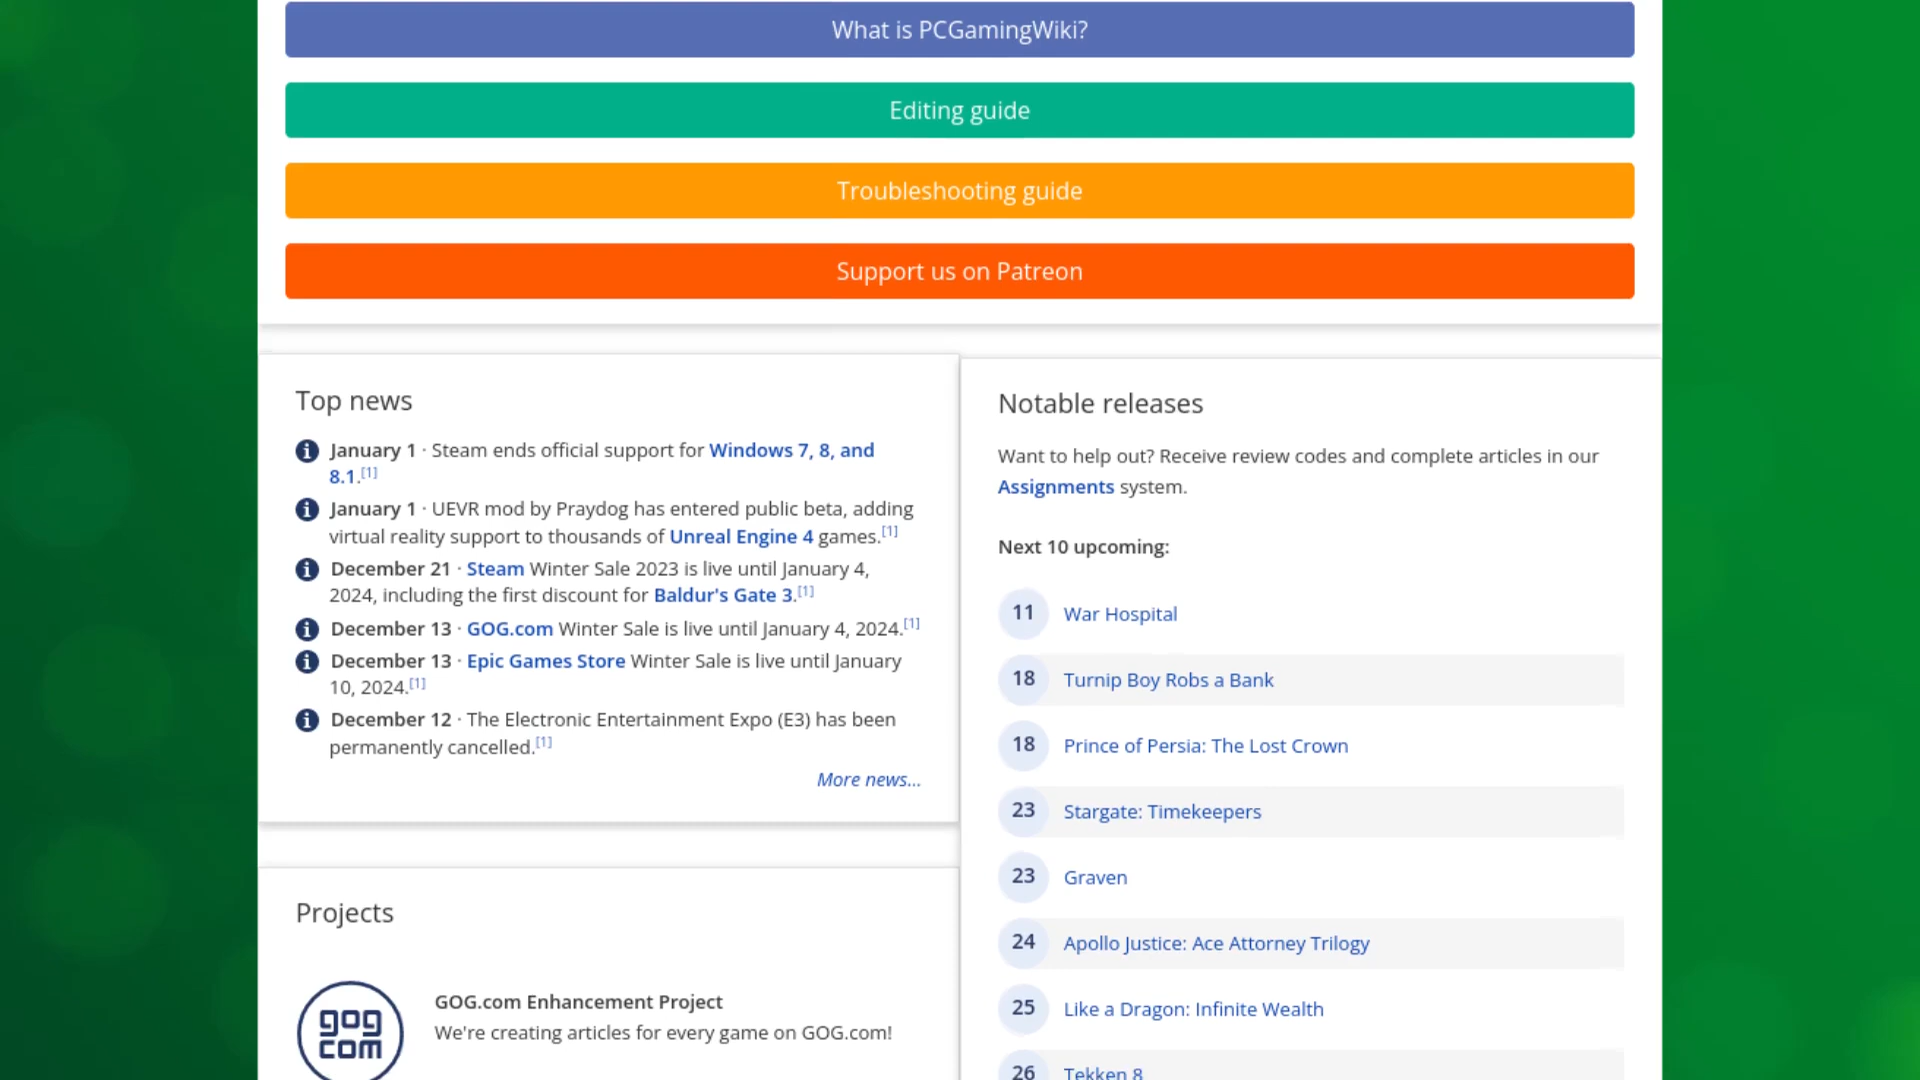 What is PCGamingWiki?
Editing guide
Troubleshooting guide
Support us on Patreon
Top news
January 1 · Steam ends official support for Windows 7, 8, and
8.1.[1]
January 1 · UEVR mod by Praydog has entered public beta, adding
virtual reality support to thousands of Unreal Engine 4 games.[1]
December 21 · Steam Winter Sale 2023 is live until January 4,
2024, including the first discount for Baldur's Gate 3.[1]
December 13 · GOG.com Winter Sale is live until January 4, 2024.[1]
December 13 · Epic Games Store Winter Sale is live until January
10, 2024.[1]
December 12 · The Electronic Entertainment Expo (E3) has been
permanently cancelled.[1]
More news...
Projects
gog
com
GOG.com Enhancement Project
We're creating articles for every game on GOG.com!
Notable releases
Want to help out? Receive review codes and complete articles in our
Assignments system.
Next 10 upcoming:
11 War Hospital
18 Turnip Boy Robs a Bank
18 Prince of Persia: The Lost Crown
23 Stargate: Timekeepers
23 Graven
24 Apollo Justice: Ace Attorney Trilogy
25 Like a Dragon: Infinite Wealth
26 Tekken 8